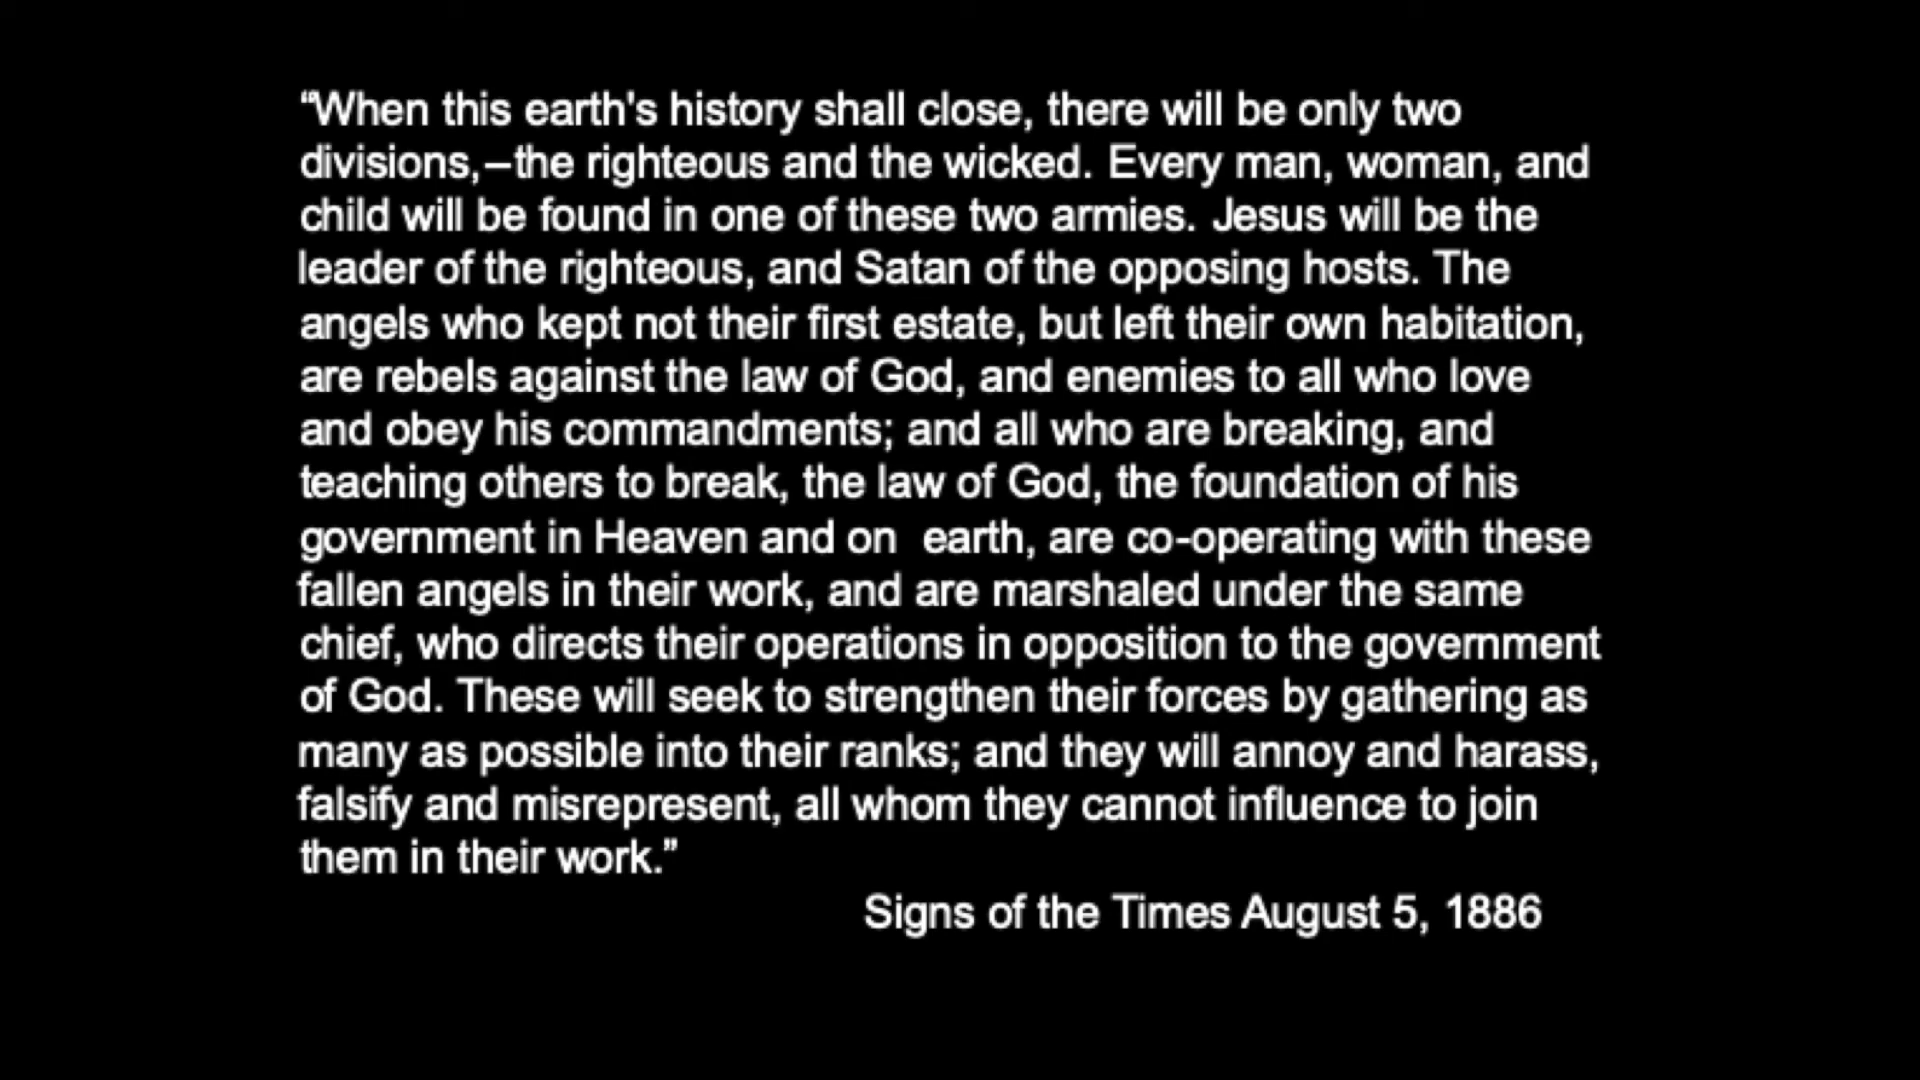 “When this earth's history shall close, there will be only two
divisions,–the righteous and the wicked. Every man, woman, and
child will be found in one of these two armies. Jesus will be the
leader of the righteous, and Satan of the opposing hosts. The
angels who kept not their first estate, but left their own habitation,
are rebels against the law of God, and enemies to all who love
and obey his commandments; and all who are breaking, and
teaching others to break, the law of God, the foundation of his
government in Heaven and on  earth, are co-operating with these
fallen angels in their work, and are marshaled under the same
chief, who directs their operations in opposition to the government
of God. These will seek to strengthen their forces by gathering as
many as possible into their ranks; and they will annoy and harass,
falsify and misrepresent, all whom they cannot influence to join
them in their work.”
Signs of the Times August 5, 1886